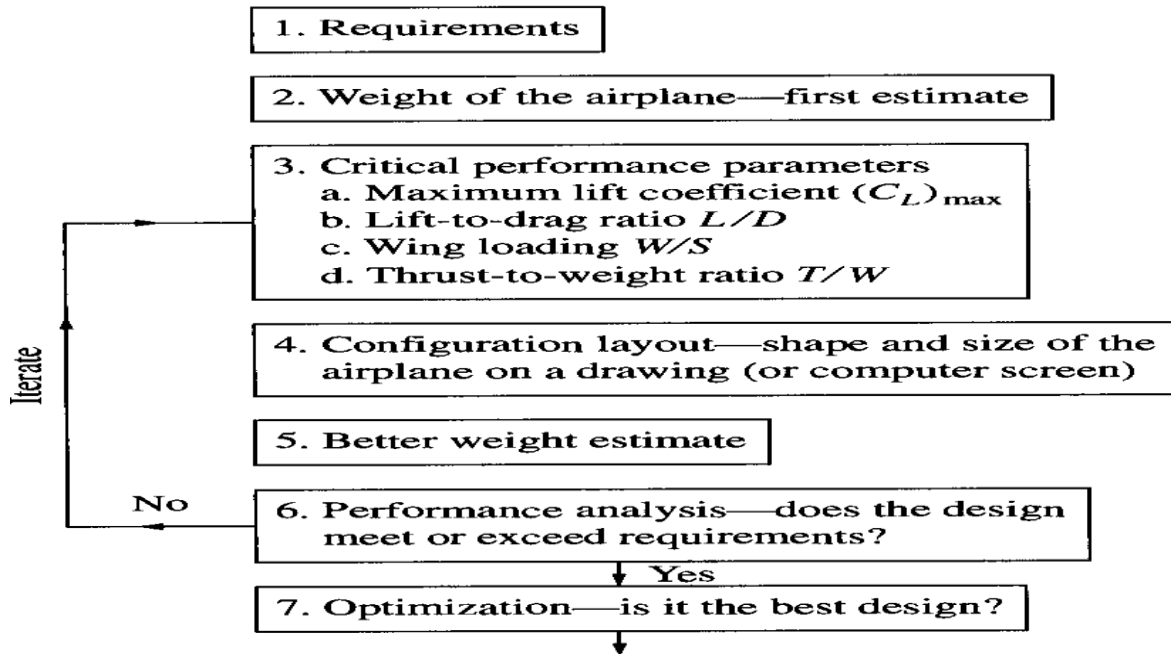 1. Requirements
2. Weight of the airplane—first estimate
3. Critical performance parameters
a. Maximum lift coefficient (C_L)_max
b. Lift-to-drag ratio L/D
c. Wing loading W/S
d. Thrust-to-weight ratio T/W
4. Configuration layout—shape and size of the
airplane on a drawing (or computer screen)
Iterate
5. Better weight estimate
No
6. Performance analysis—does the design
meet or exceed requirements?
Yes
7. Optimization—is it the best design?